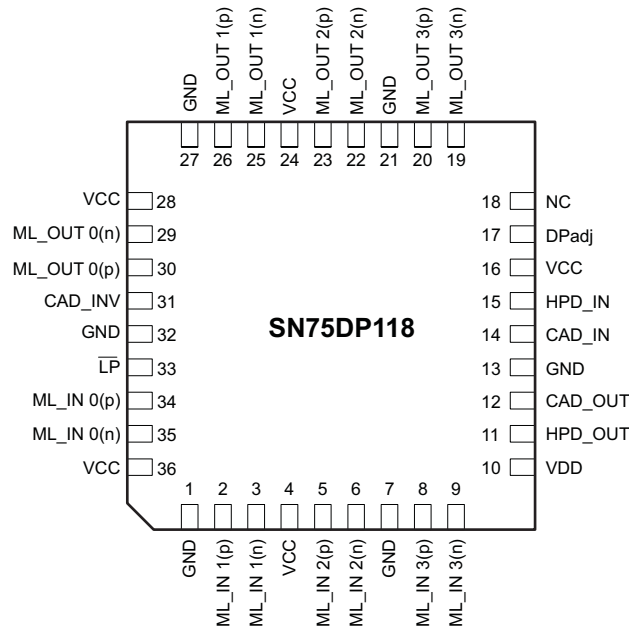 GND
ML_OUT 1(p)
ML_OUT 1(n)
VCC
ML_OUT 2(p)
ML_OUT 2(n)
GND
ML_OUT 3(p)
ML_OUT 3(n)
27 26 25 24 23 22 21 20 19
VCC 28
ML_OUT 0(n) 29
ML_OUT 0(p) 30
CAD_INV 31
GND 32
L̅P̅ 33
ML_IN 0(p) 34
ML_IN 0(n) 35
VCC 36
SN75DP118
18 NC
17 DPadj
16 VCC
15 HPD_IN
14 CAD_IN
13 GND
12 CAD_OUT
11 HPD_OUT
10 VDD
1 2 3 4 5 6 7 8 9
GND
ML_IN 1(p)
ML_IN 1(n)
VCC
ML_IN 2(p)
ML_IN 2(n)
GND
ML_IN 3(p)
ML_IN 3(n)